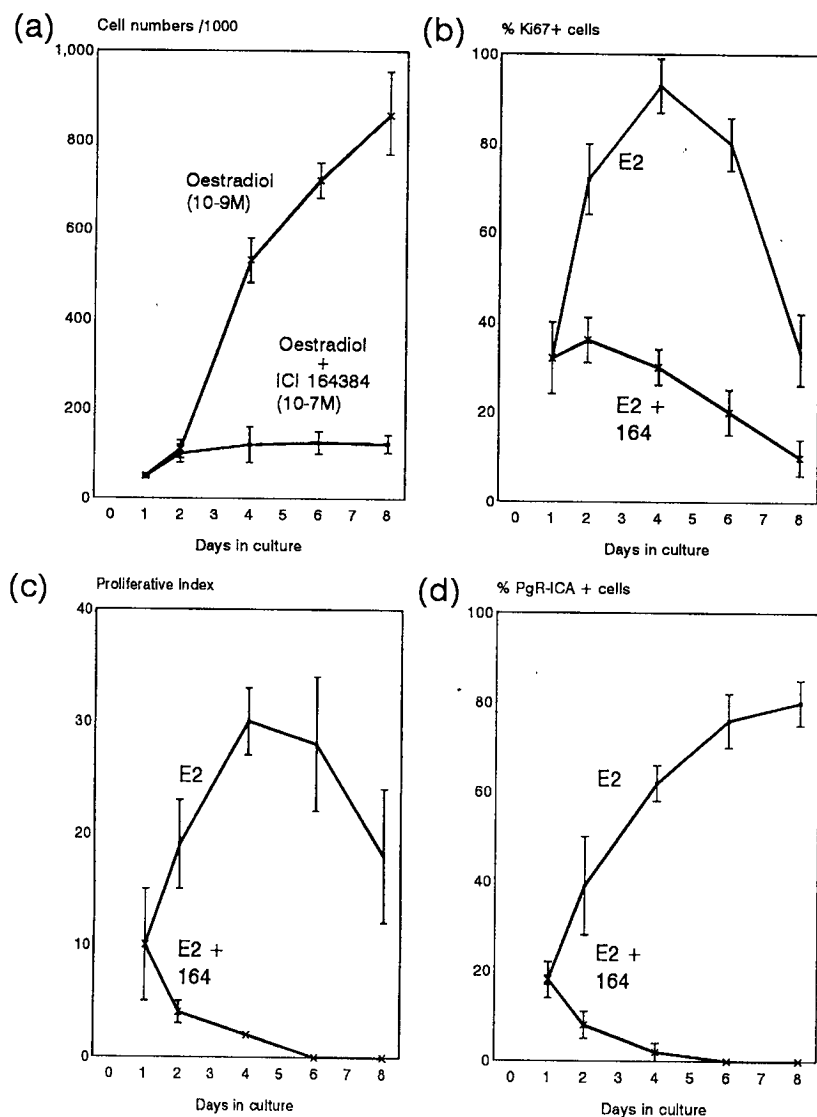 (a)
Cell numbers /1000
1,000
800
600
400
200
0
Oestradiol
(10-9M)
Oestradiol
+
ICI 164384
(10-7M)
0 1 2 3 4 5 6 7 8
Days in culture
(b)
% Ki67+ cells
100
80
60
40
20
0
E2
E2 +
164
0 1 2 3 4 5 6 7 8
Days in culture
(c)
Proliferative Index
40
30
20
10
0
E2
E2 +
164
0 1 2 3 4 5 6 7 8
Days in culture
(d)
% PgR-ICA + cells
100
80
60
40
20
0
E2
E2 +
164
0 1 2 3 4 5 6 7 8
Days in culture